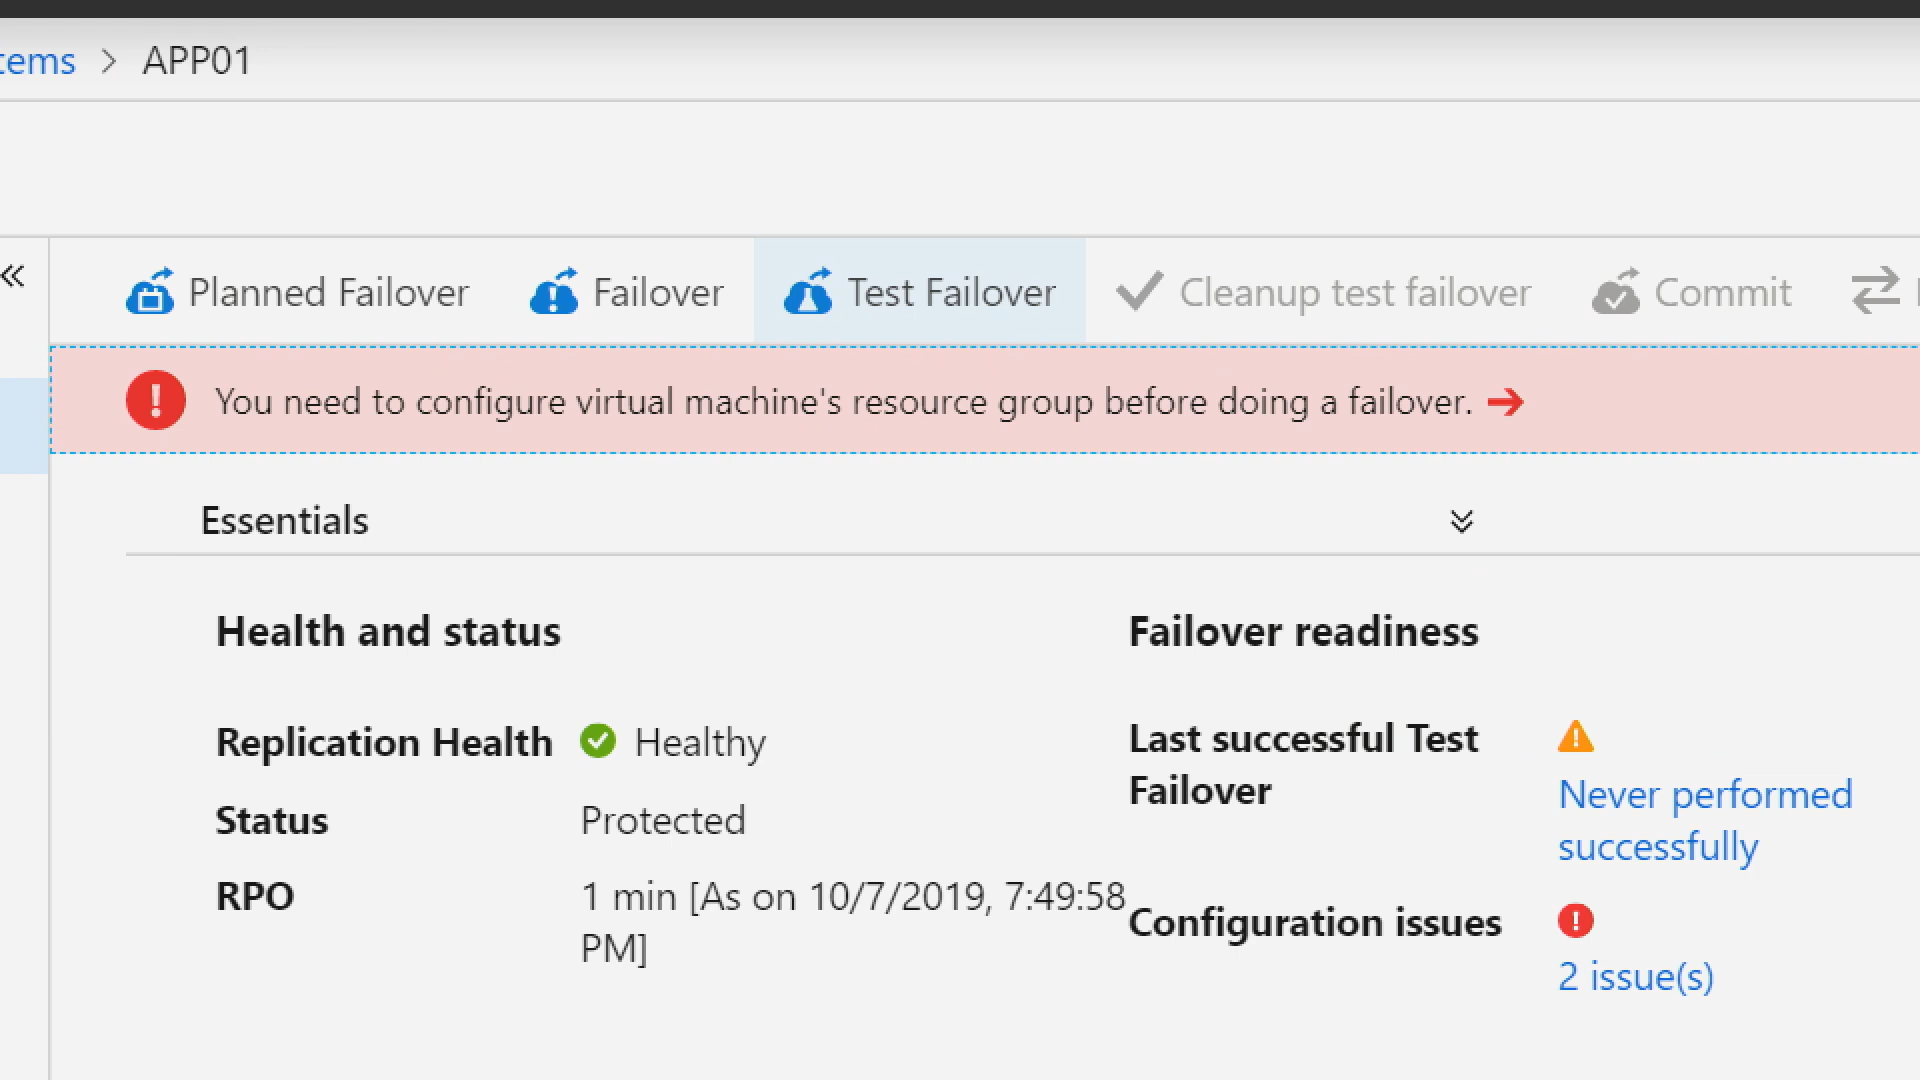 APP01
Planned Failover
Failover
Test Failover
Cleanup test failover
Commit
You need to configure virtual machine's resource group before doing a failover.
Essentials
Health and status
Replication Health
Healthy
Status
Protected
RPO
1 min [As on 10/7/2019, 7:49:58
PM]
Failover readiness
Last successful Test
Failover
Never performed
successfully
Configuration issues
2 issue(s)